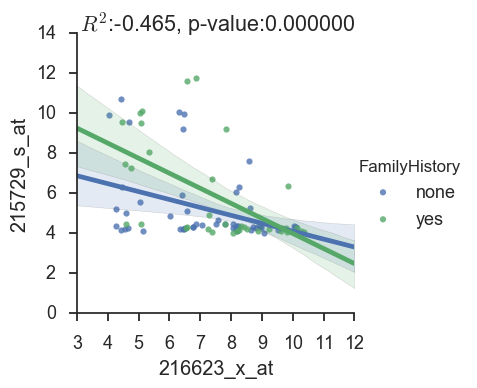 R²:-0.465, p-value:0.000000
14
12
10
8
6
4
2
0
215729_s_at
3 4 5 6 7 8 9 10 11 12
216623_x_at
FamilyHistory
none
yes